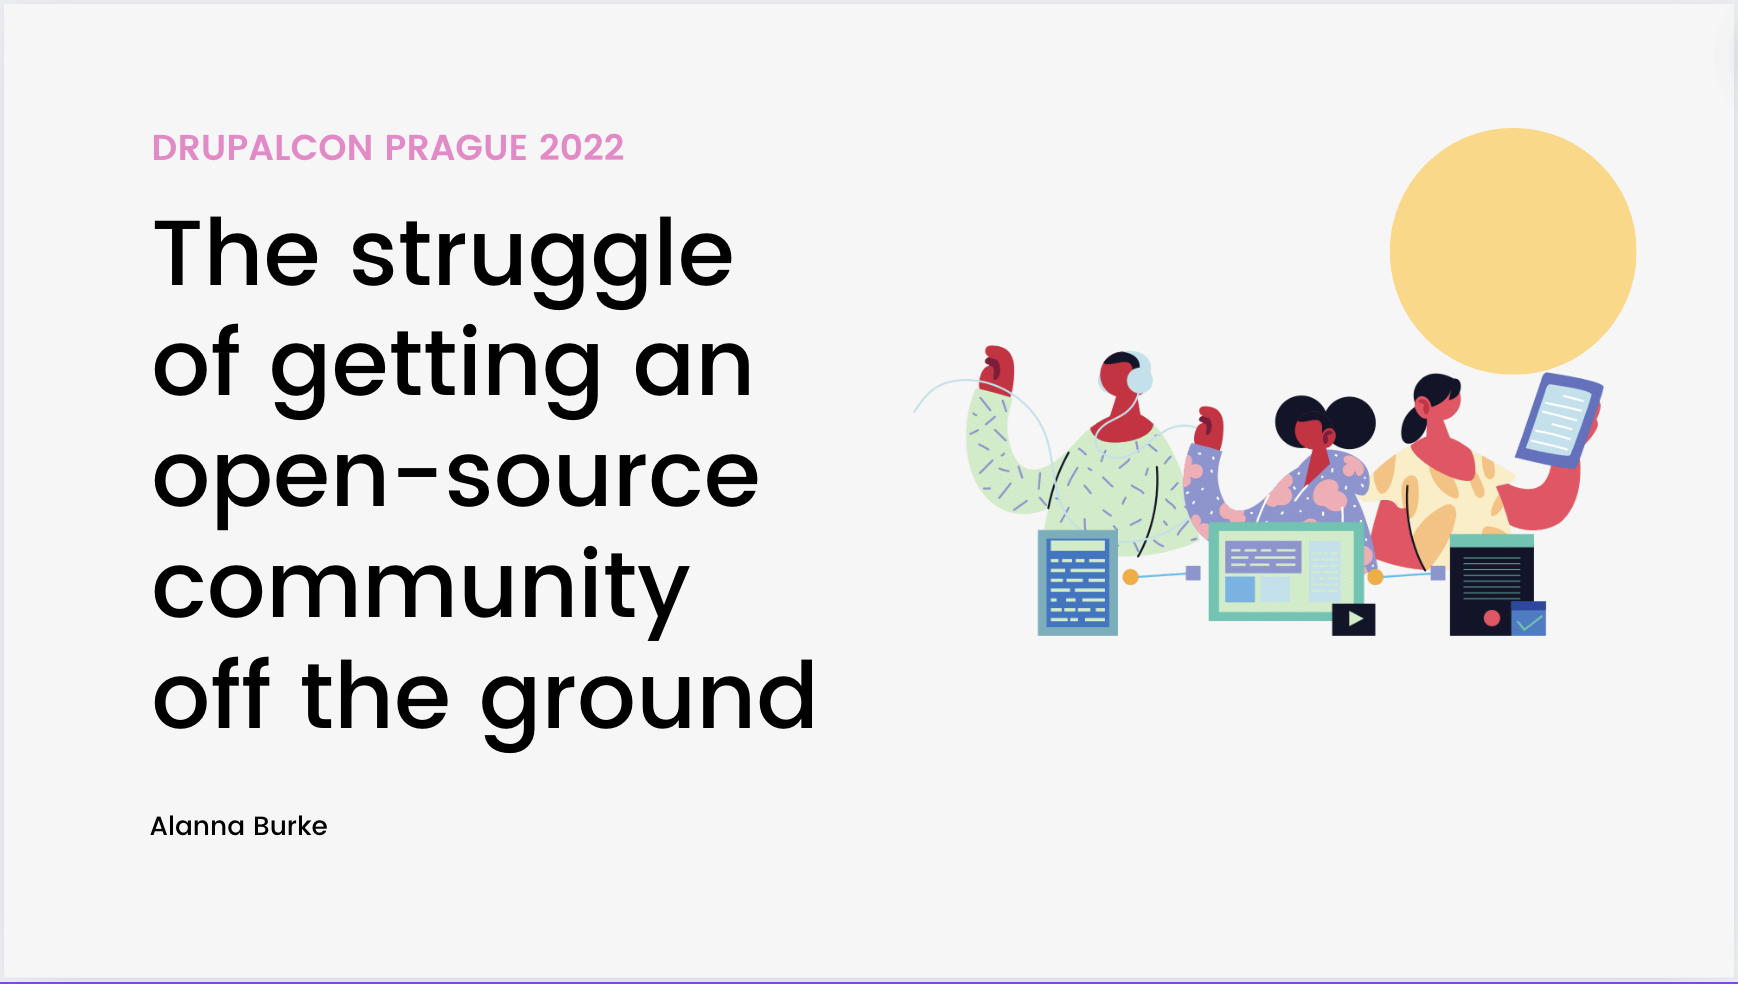 DRUPALCON PRAGUE 2022
The struggle
of getting an
open-source
community
off the ground
Alanna Burke